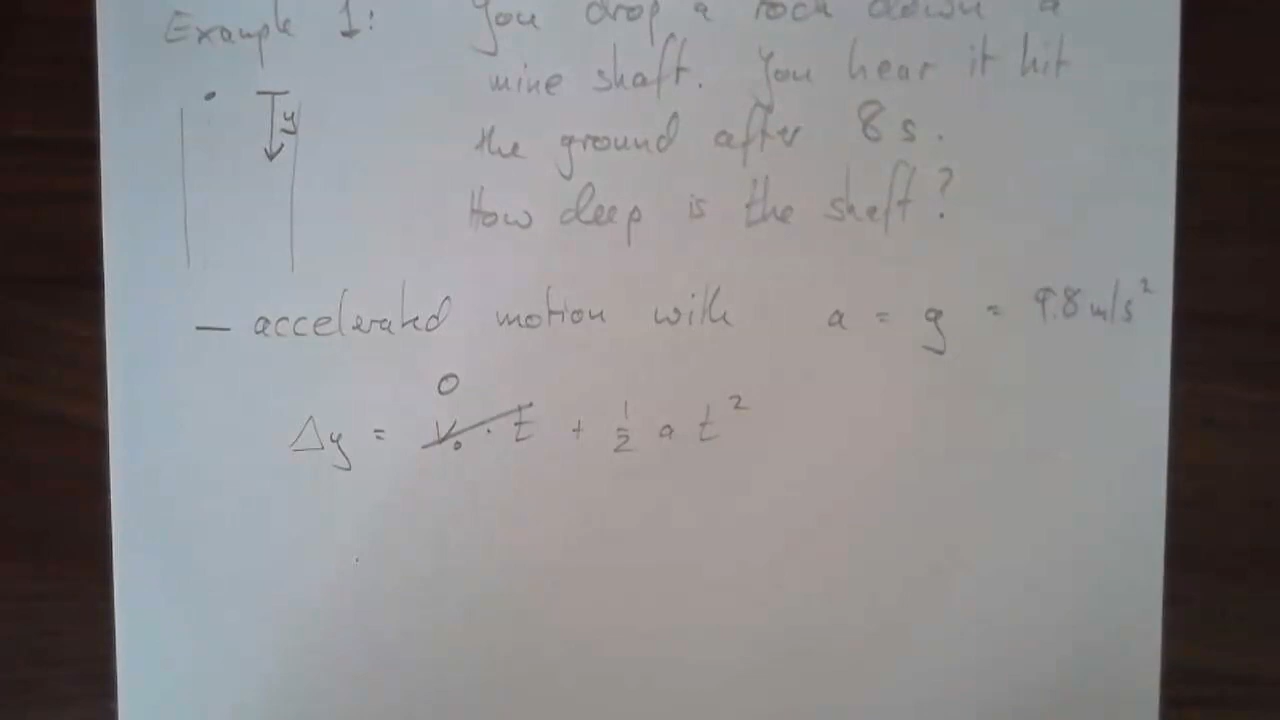 Example 1: You drop a rock down a
mine shaft. You hear it hit
y
the ground after 8 s.
How deep is the shaft?
— accelerated motion with a = g = 9.8 m/s²
0
Δy = v₀ · t + ½ a t²